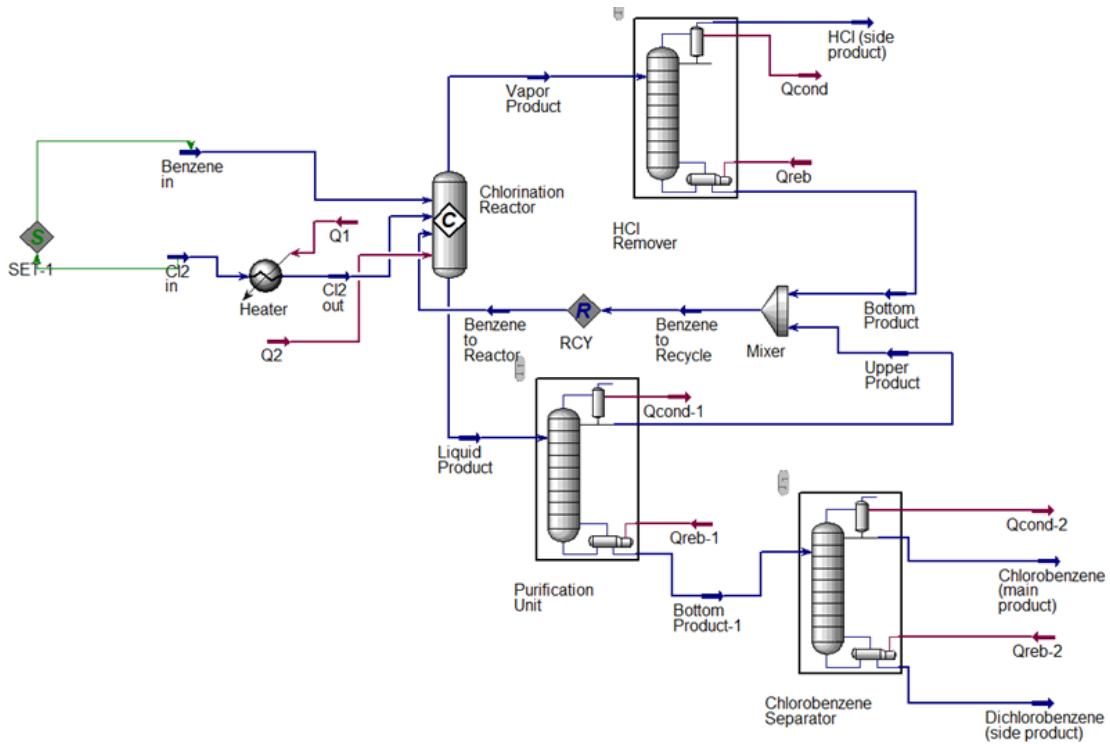 HCl (side
product)
Vapor
Product
Qcond
Benzene
in
Chlorination
Reactor
Qreb
C
HCl
Remover
S
SET-1
Q1
Cl2
in
Cl2
out
Heater
Q2
Benzene
to
Reactor
R
RCY
Benzene
to
Recycle
Mixer
Bottom
Product
Upper
Product
Qcond-1
Liquid
Product
Qreb-1
Purification
Unit
Bottom
Product-1
Qcond-2
Chlorobenzene
(main
product)
Qreb-2
Chlorobenzene
Separator
Dichlorobenzene
(side product)